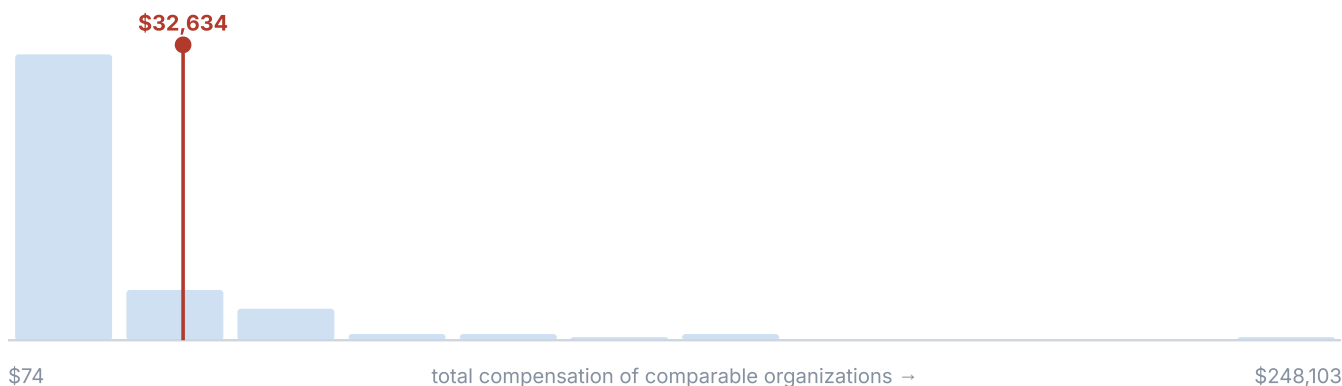 $32,634
$74
total compensation of comparable organizations →
$248,103